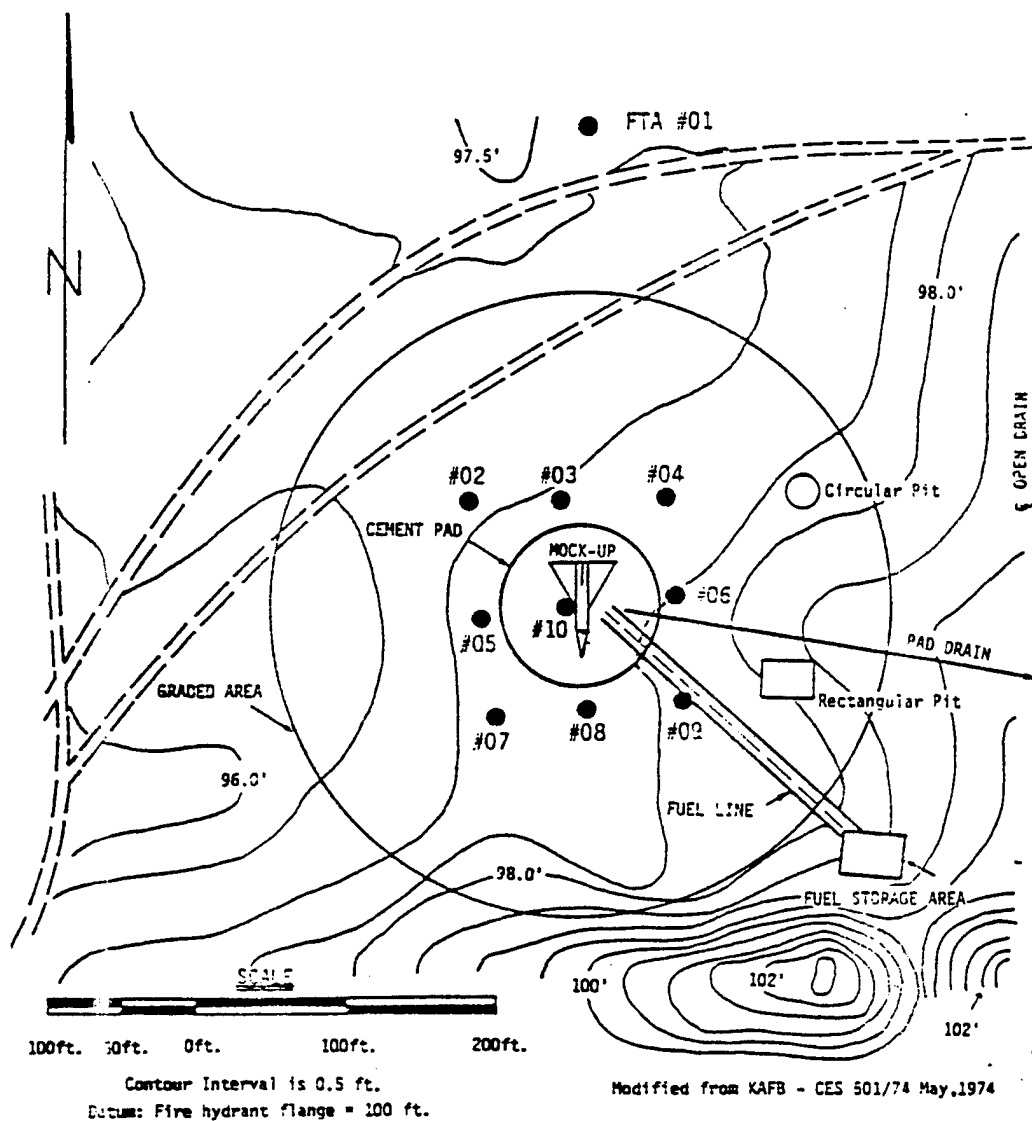 FTA #01
97.5'
N
98.0'
OPEN DRAIN
#02
#03
#04
Circular Pit
CEMENT PAD
MOCK-UP
#06
#10
#05
PAD DRAIN
GRADED AREA
Rectangular Pit
#07
#08
#09
96.0'
FUEL LINE
98.0'
FUEL STORAGE AREA
SCALE
100'
102'
102'
100ft. 50ft. 0ft. 100ft. 200ft.
Contour Interval is 0.5 ft.
Datum: Fire hydrant flange = 100 ft.
Modified from KAFB - CES 501/74 May,1974